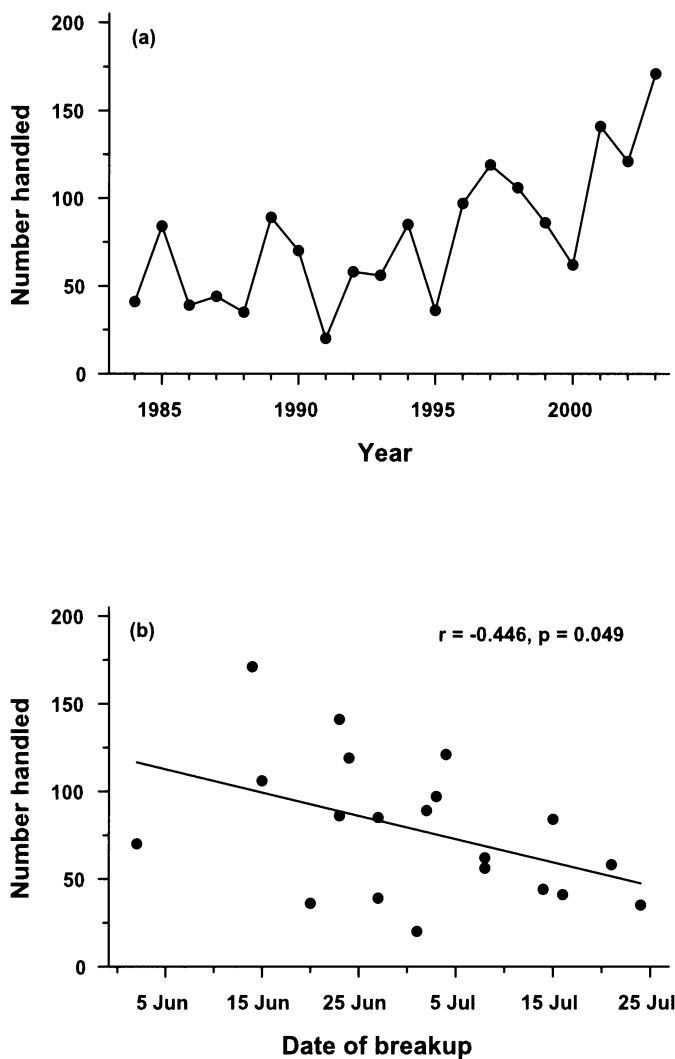 (a)
Number handled
200
150
100
50
0
1985 1990 1995 2000
Year
(b)
r = -0.446, p = 0.049
Number handled
200
150
100
50
0
5 Jun 15 Jun 25 Jun 5 Jul 15 Jul 25 Jul
Date of breakup